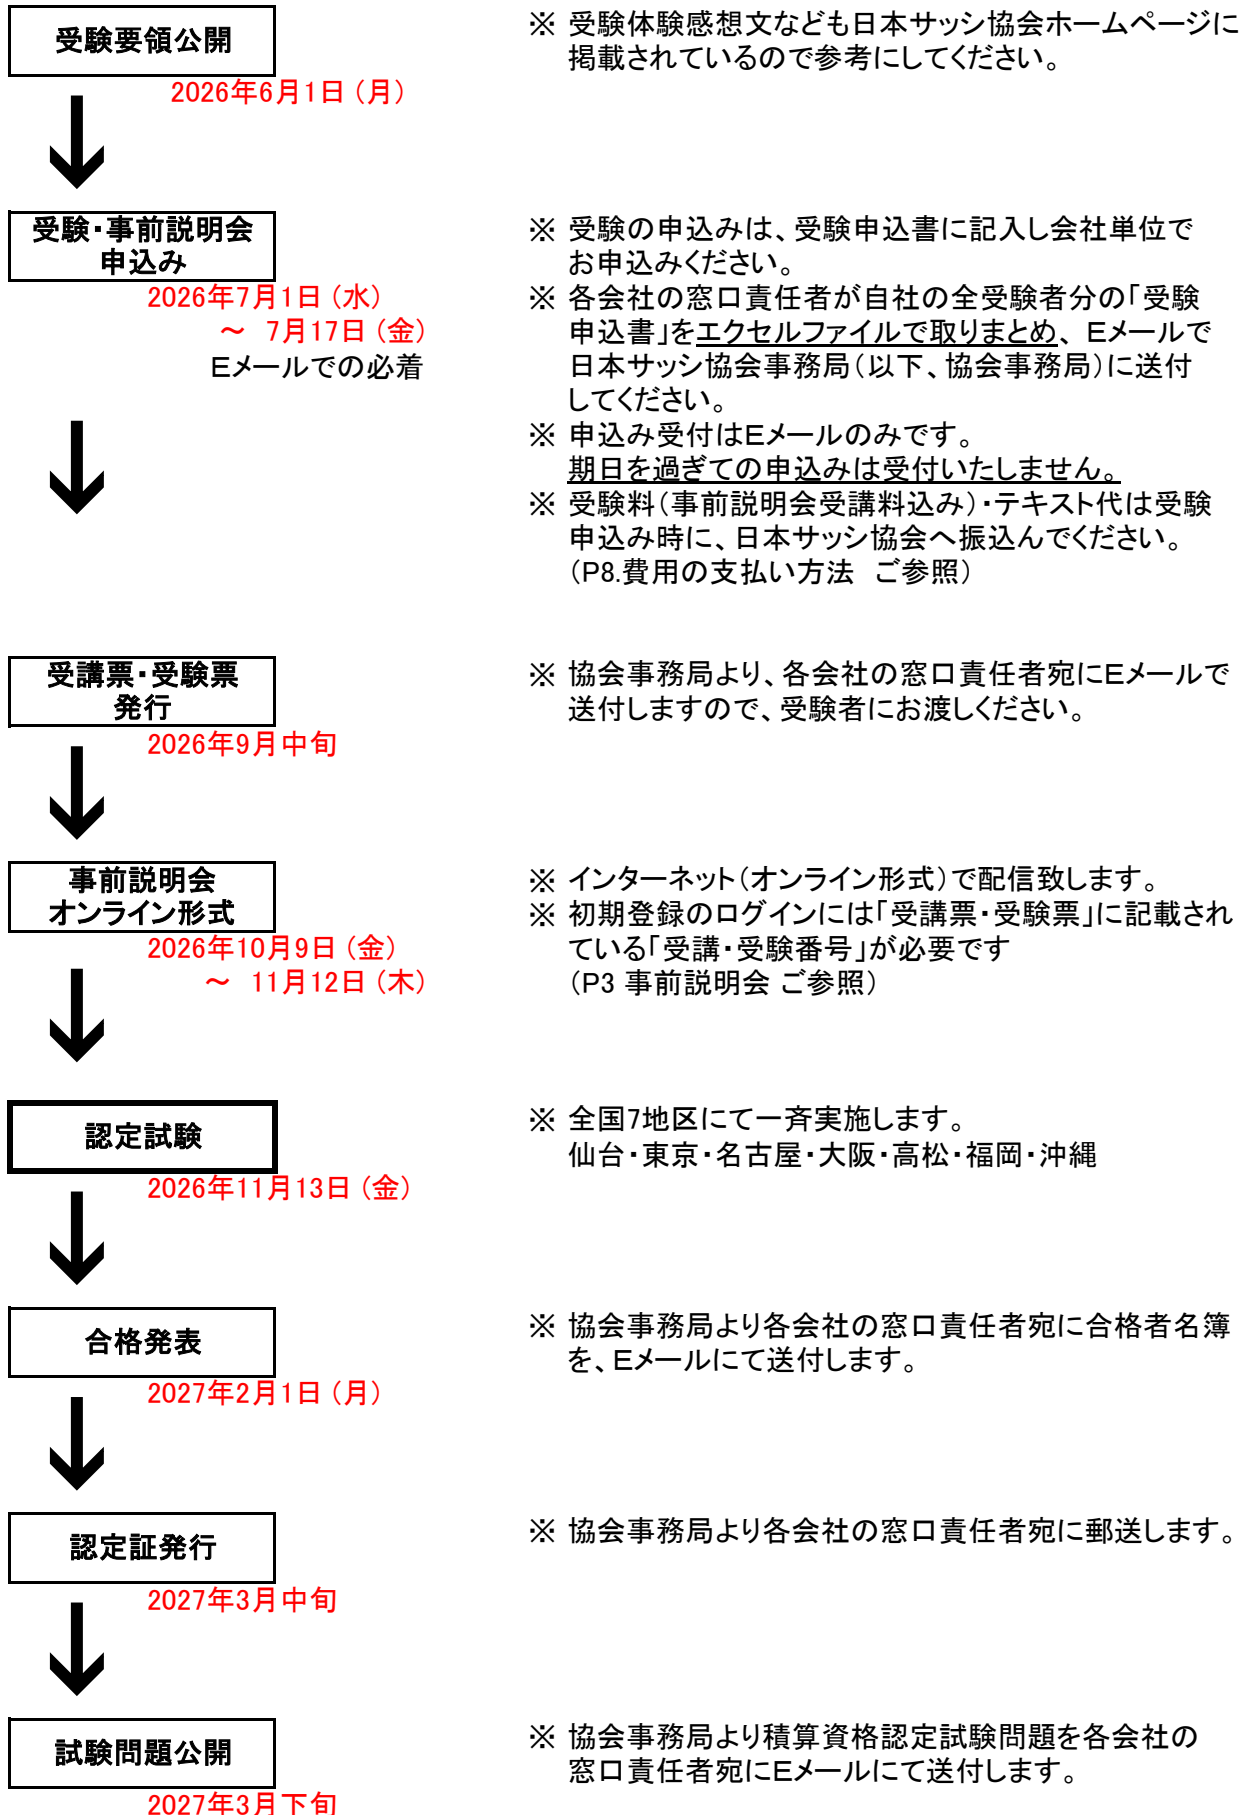 受験要領公開
2026年6月1日（月）
※ 受験体験感想文なども日本サッシ協会ホームページに
掲載されているので参考にしてください。
受験・事前説明会
申込み
2026年7月1日（水）
～ 7月17日（金）
Eメールでの必着
※ 受験の申込みは、受験申込書に記入し会社単位で
お申込みください。
※ 各会社の窓口責任者が自社の全受験者分の「受験
申込書」をエクセルファイルで取りまとめ、Eメールで
日本サッシ協会事務局（以下、協会事務局）に送付
してください。
※ 申込み受付はEメールのみです。
期日を過ぎての申込みは受付いたしません。
※ 受験料（事前説明会受講料込み）・テキスト代は受験
申込み時に、日本サッシ協会へ振込んでください。
（P8.費用の支払い方法　ご参照）
受講票・受験票
発行
2026年9月中旬
※ 協会事務局より、各会社の窓口責任者宛にEメールで
送付しますので、受験者にお渡しください。
事前説明会
オンライン形式
2026年10月9日（金）
～ 11月12日（木）
※ インターネット（オンライン形式）で配信致します。
※ 初期登録のログインには「受講票・受験票」に記載され
ている「受講・受験番号」が必要です
（P3 事前説明会 ご参照）
認定試験
2026年11月13日（金）
※ 全国7地区にて一斉実施します。
仙台・東京・名古屋・大阪・高松・福岡・沖縄
合格発表
2027年2月1日（月）
※ 協会事務局より各会社の窓口責任者宛に合格者名簿
を、Eメールにて送付します。
認定証発行
2027年3月中旬
※ 協会事務局より各会社の窓口責任者宛に郵送します。
試験問題公開
2027年3月下旬
※ 協会事務局より積算資格認定試験問題を各会社の
窓口責任者宛にEメールにて送付します。